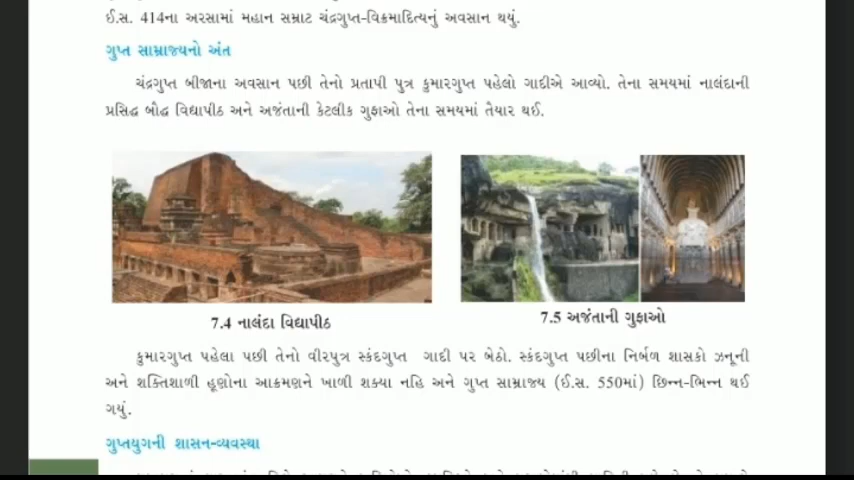 ઈ.સ. 414ના અરસામાં મહાન સમ્રાટ ચંદ્રગુપ્ત-વિક્રમાદિત્યનું અવસાન થયું.
ગુપ્ત સામ્રાજ્યનો અંત
ચંદ્રગુપ્ત બીજાના અવસાન પછી તેનો પ્રતાપી પુત્ર કુમારગુપ્ત પહેલો ગાદીએ આવ્યો. તેના સમયમાં નાલંદાની
પ્રસિદ્ધ બૌદ્ધ વિદ્યાપીઠ અને અજંતાની કેટલીક ગુફાઓ તેના સમયમાં તૈયાર થઈ.
7.4 નાલંદા વિદ્યાપીઠ
7.5 અજંતાની ગુફાઓ
કુમારગુપ્ત પહેલા પછી તેનો વીરપુત્ર સ્કંદગુપ્ત ગાદી પર બેઠો. સ્કંદગુપ્ત પછીના નિર્બળ શાસકો ઝનૂની
અને શક્તિશાળી હૂણોના આક્રમણને ખાળી શક્યા નહિ અને ગુપ્ત સામ્રાજ્ય (ઈ.સ. 550માં) છિન્ન-ભિન્ન થઈ
ગયું.
ગુપ્તયુગની શાસન-વ્યવસ્થા